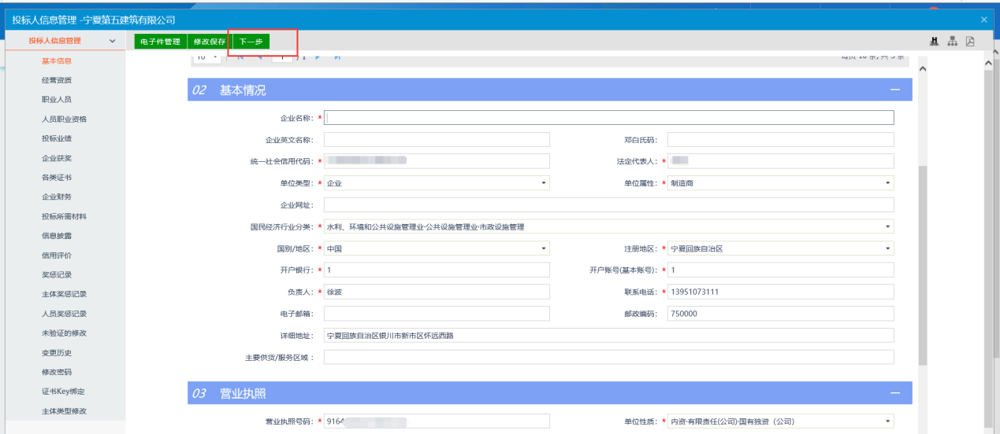 投标人信息管理 -宁夏第五建筑有限公司
投标人信息管理 电子件管理 修改保存 下一步
基本信息
经营资质
职业人员
人员职业资格
投标业绩
企业获奖
各类证书
企业财务
投标所需材料
信息披露
信用评价
奖惩记录
主体奖惩记录
人员奖惩记录
未验证的修改
变更历史
修改密码
证书Key绑定
主体类型修改
02 基本情况
企业名称: *
企业英文名称: 邓白氏码:
统一社会信用代码: * 法定代表人: *
单位类型: * 企业 单位属性: * 制造商
企业网址:
国民经济行业分类: * 水利、环境和公共设施管理业·公共设施管理业·市政设施管理
国别/地区: * 中国 注册地区: * 宁夏回族自治区
开户银行: * 1 开户账号(基本账号): * 1
负责人: * 徐波 联系电话: * 13951073111
电子邮箱: 邮政编码: 750000
详细地址: 宁夏回族自治区银川市新市区怀远西路
主要供货/服务区域 :
03 营业执照
营业执照号码: * 916 单位性质: * 内资·有限责任(公司)·国有独资（公司）